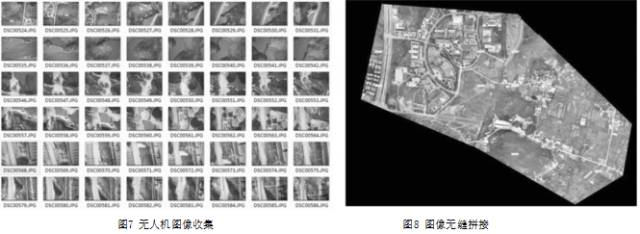 DSC00524.JPG DSC00525.JPG DSC00526.JPG DSC00527.JPG DSC00528.JPG DSC00529.JPG DSC00530.JPG DSC00531.JPG
DSC00535.JPG DSC00536.JPG DSC00537.JPG DSC00538.JPG DSC00539.JPG DSC00540.JPG DSC00541.JPG DSC00542.JPG
DSC00546.JPG DSC00547.JPG DSC00548.JPG DSC00549.JPG DSC00550.JPG DSC00551.JPG DSC00552.JPG DSC00553.JPG
DSC00557.JPG DSC00558.JPG DSC00559.JPG DSC00560.JPG DSC00561.JPG DSC00562.JPG DSC00563.JPG DSC00564.JPG
DSC00568.JPG DSC00569.JPG DSC00570.JPG DSC00571.JPG DSC00572.JPG DSC00573.JPG DSC00574.JPG DSC00575.JPG
DSC00579.JPG DSC00580.JPG DSC00581.JPG DSC00582.JPG DSC00583.JPG DSC00584.JPG DSC00585.JPG DSC00586.JPG
图7 无人机图像收集
图8 图像无缝拼接